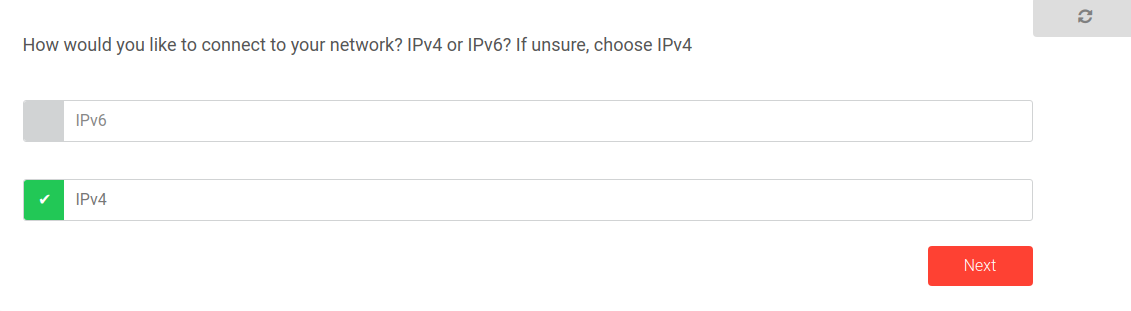 How would you like to connect to your network? IPv4 or IPv6? If unsure, choose IPv4
IPv6
IPv4
Next